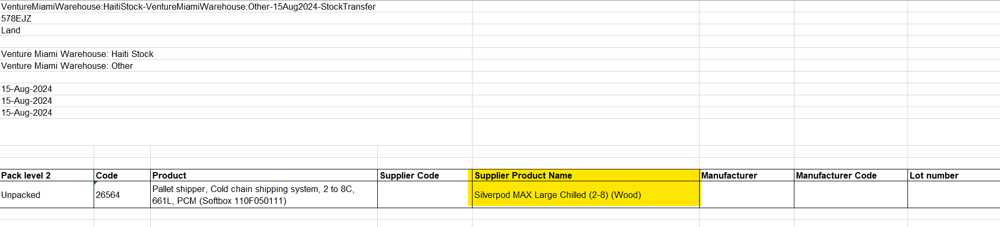 VentureMiamiWarehouse:HaitiStock-VentureMiamiWarehouse:Other-15Aug2024-StockTransfer
578EJZ
Land
Venture Miami Warehouse: Haiti Stock
Venture Miami Warehouse: Other
15-Aug-2024
15-Aug-2024
15-Aug-2024
Pack level 2 Code Product Supplier Code Supplier Product Name Manufacturer Manufacturer Code Lot number
Unpacked 26564 Pallet shipper, Cold chain shipping system, 2 to 8C, Silverpod MAX Large Chilled (2-8) (Wood)
661L, PCM (Softbox 110F050111)